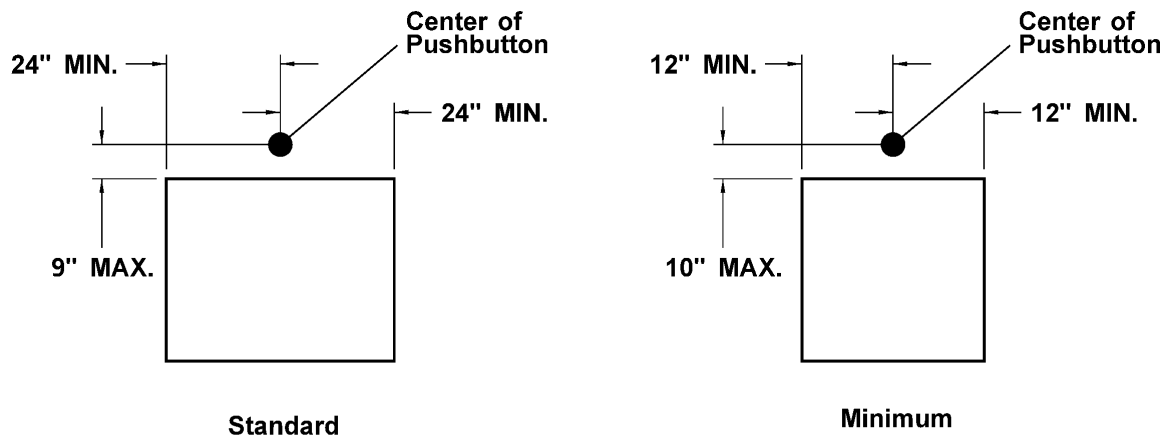 Center of
Pushbutton
24" MIN.
24" MIN.
9" MAX.
Standard
Center of
Pushbutton
12" MIN.
12" MIN.
10" MAX.
Minimum